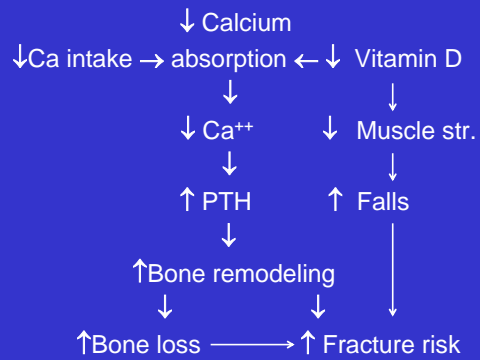 ↓ Calcium
↓Ca intake → absorption ← ↓ Vitamin D
↓ ↓
↓ Ca⁺⁺ ↓ Muscle str.
↓ ↓
↑ PTH ↑ Falls
↓
↑Bone remodeling
↓ ↓ ↓
↑Bone loss → ↑ Fracture risk